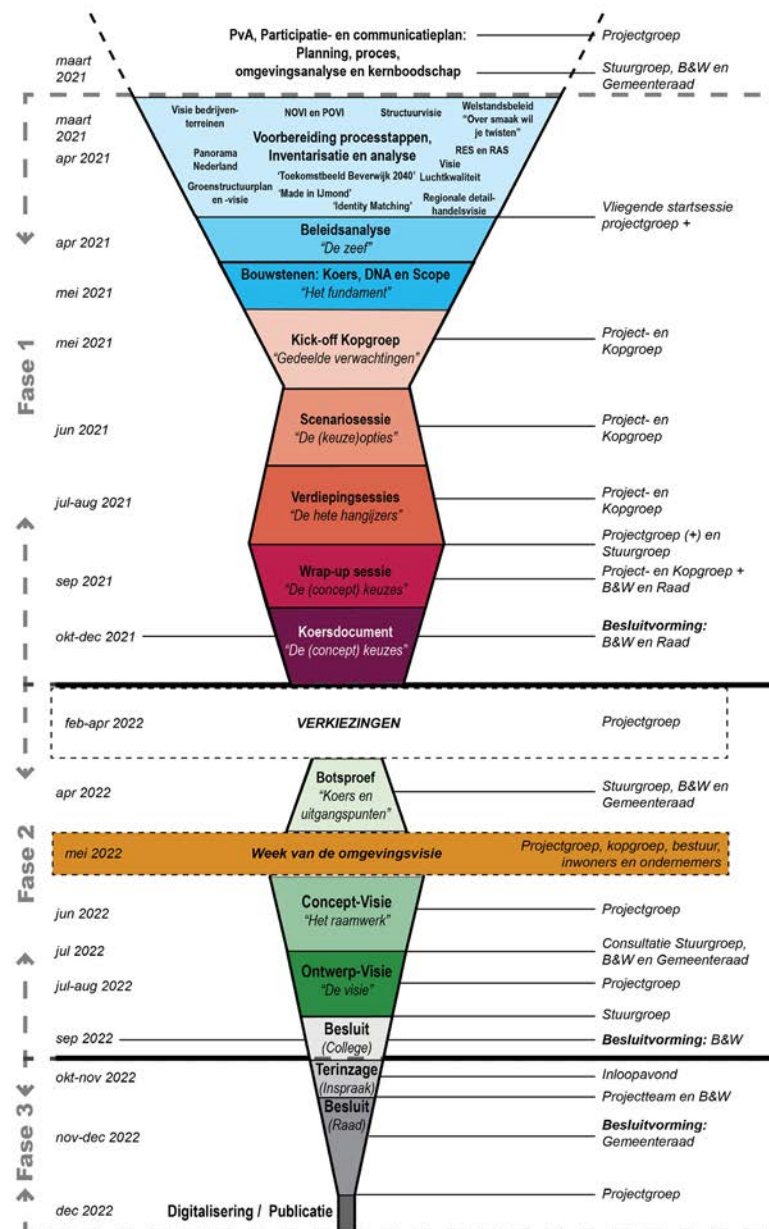 PvA, Participatie- en communicatieplan:
Planning, proces,
omgevingsanalyse en kernboodschap
Projectgroep
maart
2021
Stuurgroep, B&W en
Gemeenteraad
Fase 1
maart
2021
apr 2021
Visie bedrijven-
terreinen
NOVI en POVI
Structuurvisie
Welstandsbeleid
"Over smaak wil
je twisten"
Voorbereiding processtappen,
Inventarisatie en analyse
Panorama
Nederland
RES en RAS
Visie
Luchtkwaliteit
'Toekomstbeeld Beverwijk 2040'
Groenstructuurplan
en -visie
'Made in IJmond'
'Identity Matching'
Regionale detail-
handelsvisie
Vliegende startsessie
projectgroep +
apr 2021
Beleidsanalyse
"De zeef"
mei 2021
Bouwstenen: Koers, DNA en Scope
"Het fundament"
mei 2021
Kick-off Kopgroep
"Gedeelde verwachtingen"
Project- en
Kopgroep
jun 2021
Scenariosessie
"De (keuze)opties"
Project- en
Kopgroep
jul-aug 2021
Verdiepingsessies
"De hete hangijzers"
Project- en
Kopgroep
Projectgroep (+) en
Stuurgroep
sep 2021
Wrap-up sessie
"De (concept) keuzes"
Project- en Kopgroep +
B&W en Raad
okt-dec 2021
Koersdocument
"De (concept) keuzes"
Besluitvorming:
B&W en Raad
Fase 2
feb-apr 2022
VERKIEZINGEN
Projectgroep
apr 2022
Botsproef
"Koers en
uitgangspunten"
Stuurgroep, B&W en
Gemeenteraad
mei 2022
Week van de omgevingsvisie
Projectgroep, kopgroep, bestuur,
inwoners en ondernemers
jun 2022
Concept-Visie
"Het raamwerk"
Projectgroep
jul 2022
Consultatie Stuurgroep,
B&W en Gemeenteraad
jul-aug 2022
Ontwerp-Visie
"De visie"
Projectgroep
Stuurgroep
sep 2022
Besluit
(College)
Besluitvorming: B&W
Fase 3
okt-nov 2022
Terinzage
(Inspraak)
Inloopavond
Projectteam en B&W
nov-dec 2022
Besluit
(Raad)
Besluitvorming:
Gemeenteraad
Projectgroep
dec 2022
Digitalisering / Publicatie